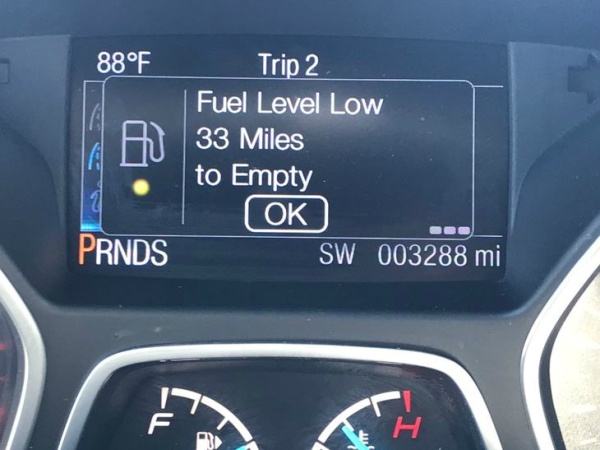 88°F Trip 2
Fuel Level Low
33 Miles
to Empty
OK
PRNDS SW 003288 mi
F H